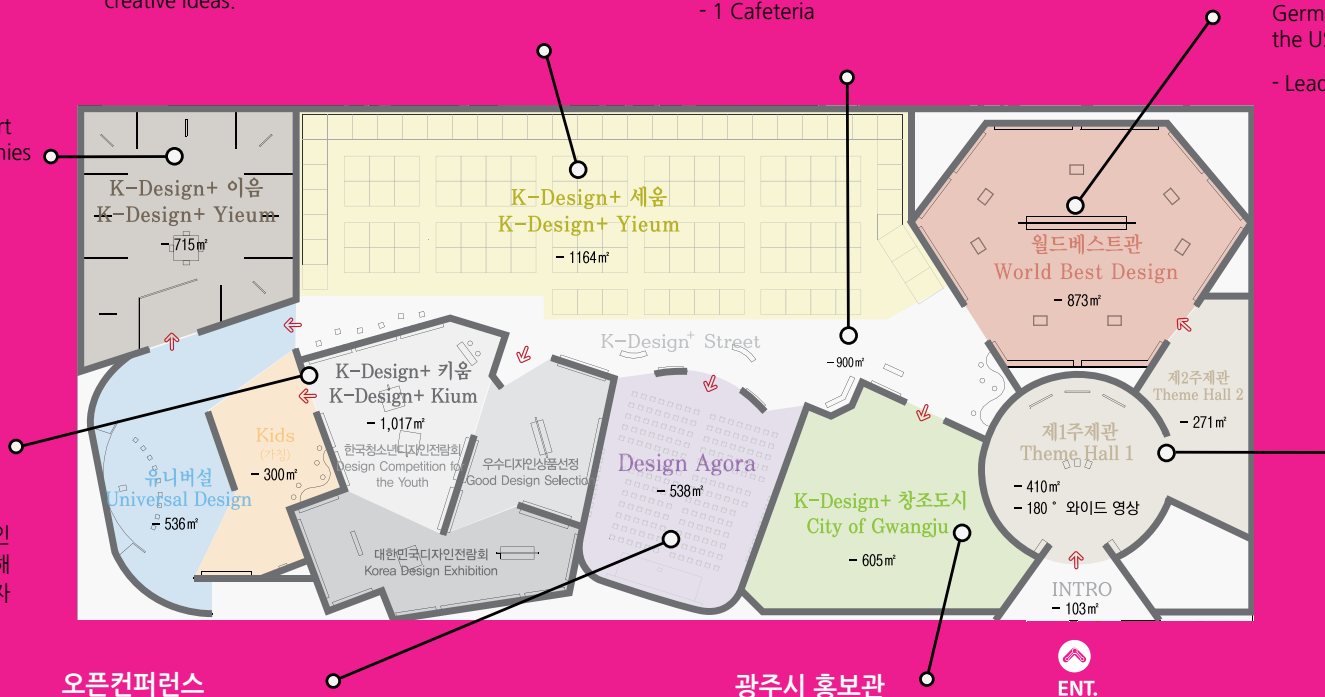 creative ideas.
- 1 Cafeteria
Germ
the US
- Lead
rt
nies
K-Design+ 이음
K-Design+ Yieum
- 715㎡
K-Design+ 세움
K-Design+ Yieum
- 1164㎡
월드베스트관
World Best Design
- 873㎡
K-Design+ Street
- 900㎡
K-Design+ 키움
K-Design+ Kium
- 1,017㎡
한국청소년디자인전람회
Design Competition for
the Youth
우수디자인상품선정
Good Design Selectio
대한민국디자인전람회
Korea Design Exhibition
Kids
(가칭)
- 300㎡
유니버설
Universal Design
- 536㎡
Design Agora
- 538㎡
K-Design+ 창조도시
City of Gwangju
- 605㎡
제2주제관
Theme Hall 2
- 271㎡
제1주제관
Theme Hall 1
- 410㎡
- 180 ° 와이드 영상
INTRO
- 103㎡
ENT.
인
해
자
오픈컨퍼런스
광주시 홍보관